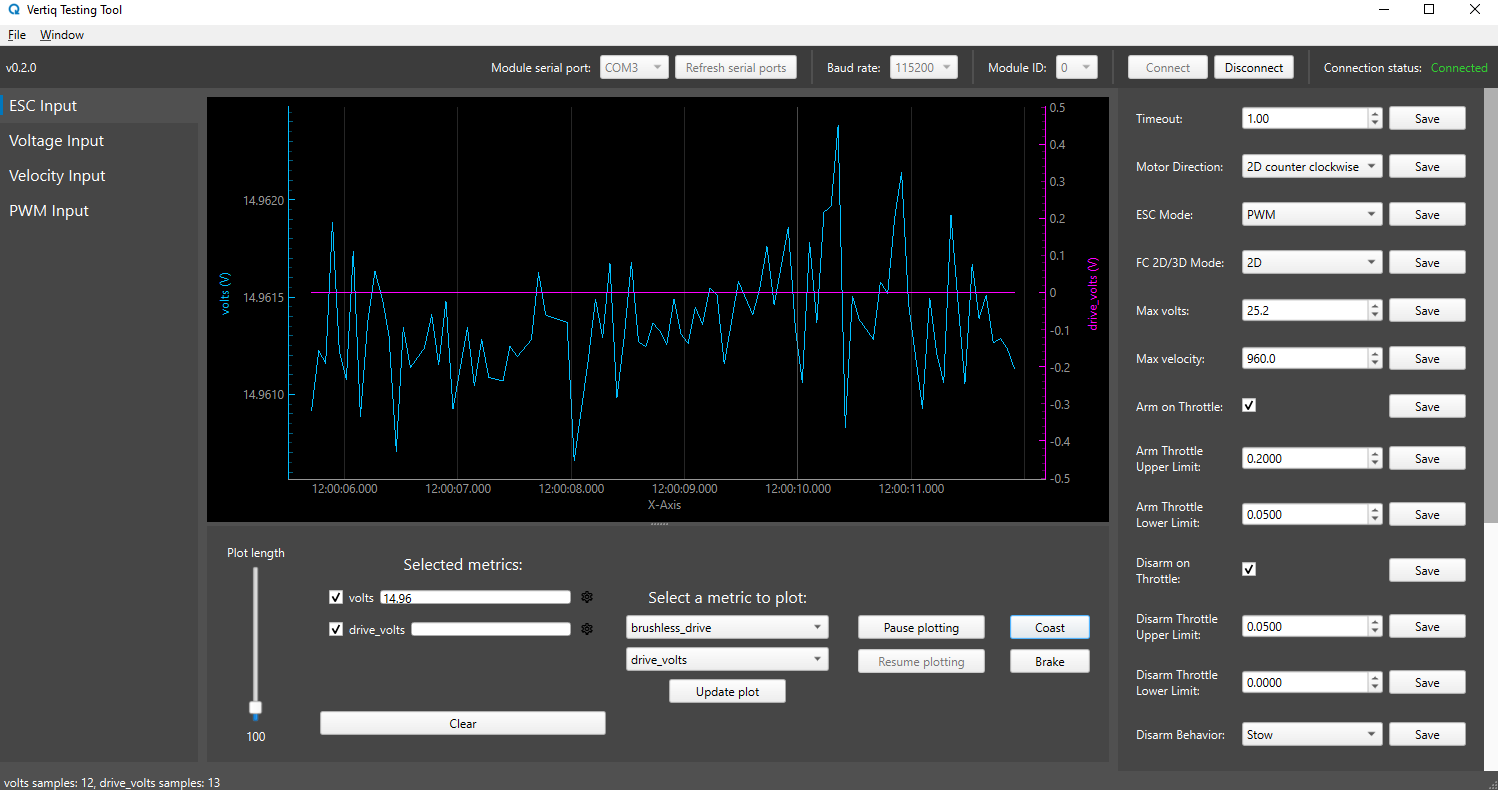 Vertiq Testing Tool
File Window
v0.2.0
Module serial port: COM3 Refresh serial ports Baud rate: 115200 Module ID: 0 Connect Disconnect Connection status: Connected
ESC Input
Voltage Input
Velocity Input
PWM Input
volts (V)
14.9620
14.9615
14.9610
0.5
0.4
0.3
0.2
0.1
0
-0.1
-0.2
-0.3
-0.4
-0.5
drive_volts (V)
12:00:06.000 12:00:07.000 12:00:08.000 12:00:09.000 12:00:10.000 12:00:11.000
X-Axis
Plot length
100
Selected metrics:
volts 14.96
drive_volts
Clear
Select a metric to plot:
brushless_drive
drive_volts
Update plot
Pause plotting
Resume plotting
Coast
Brake
Timeout: 1.00 Save
Motor Direction: 2D counter clockwise Save
ESC Mode: PWM Save
FC 2D/3D Mode: 2D Save
Max volts: 25.2 Save
Max velocity: 960.0 Save
Arm on Throttle: Save
Arm Throttle
Upper Limit: 0.2000 Save
Arm Throttle
Lower Limit: 0.0500 Save
Disarm on
Throttle: Save
Disarm Throttle
Upper Limit: 0.0500 Save
Disarm Throttle
Lower Limit: 0.0000 Save
Disarm Behavior: Stow Save
volts samples: 12, drive_volts samples: 13